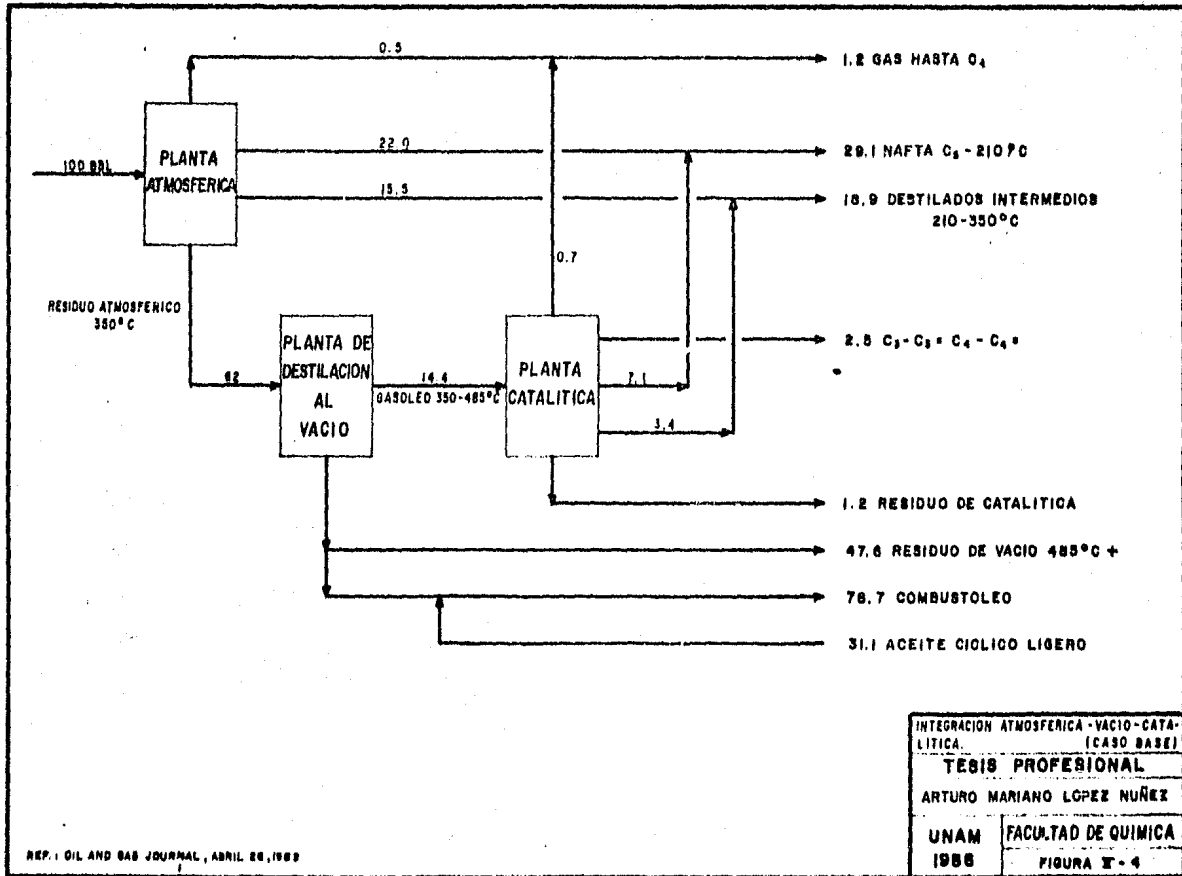 0.5
1.2 GAS HASTA C₄
PLANTA
ATMOSFERICA
100 BBL
22.0
29.1 NAFTA C₅-210°C
15.5
18.9 DESTILADOS INTERMEDIOS
210-350°C
0.7
RESIDUO ATMOSFERICO
350°C
62
PLANTA DE
DESTILACION
AL
VACIO
14.4
GASOLEO 350-485°C
PLANTA
CATALITICA
2.5 C₃-C₃= C₄-C₄=
7.1
3.4
1.2 RESIDUO DE CATALITICA
47.6 RESIDUO DE VACIO 485°C +
78.7 COMBUSTOLEO
31.1 ACEITE CICLICO LIGERO
INTEGRACION ATMOSFERICA-VACIO-CATA-
LITICA. (CASO BASE)
TESIS PROFESIONAL
ARTURO MARIANO LOPEZ NUÑEZ
UNAM
1986
FACULTAD DE QUIMICA
FIGURA V-4
REF.: OIL AND GAS JOURNAL, ABRIL